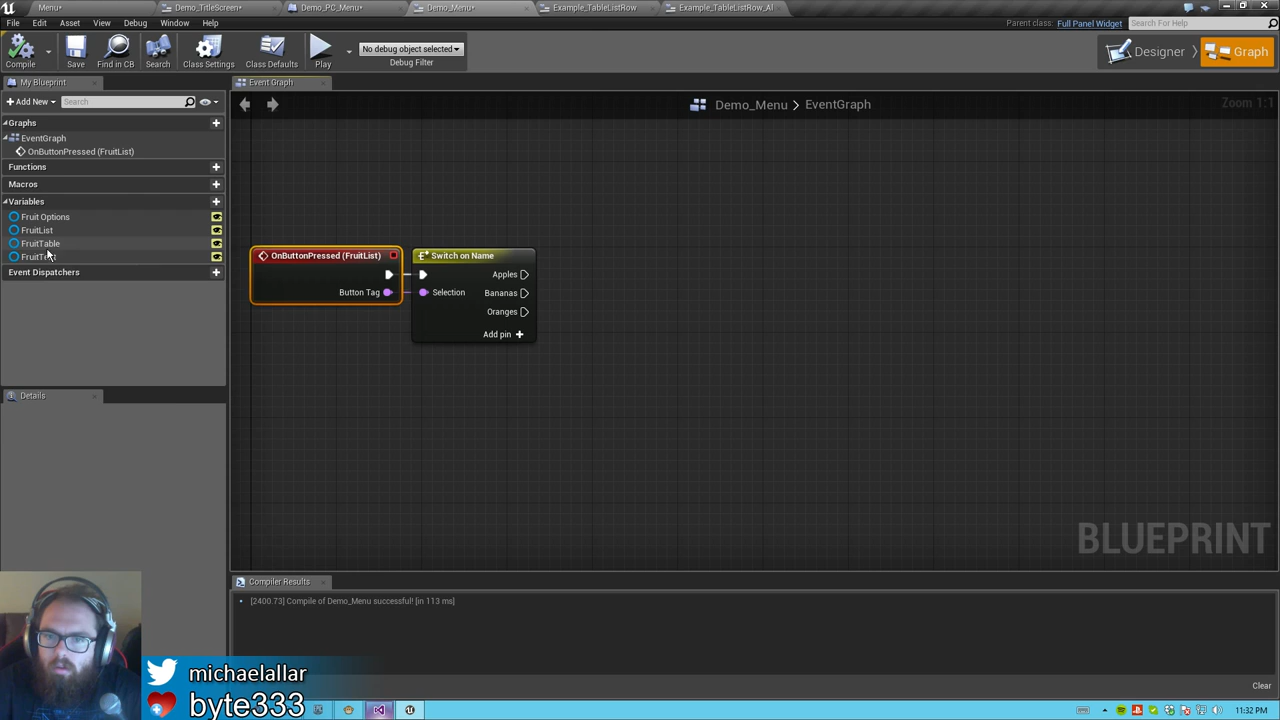 Menu*
Demo_TitleScreen*
Demo_PC_Menu*
Demo_Menu*
Example_TableListRow
Example_TableListRow_AI
File Edit Asset View Debug Window Help
Parent class: Full Panel Widget
Search For Help
Compile
Save
Find in CB
Search
Class Settings
Class Defaults
Play
No debug object selected
Debug Filter
Designer
Graph
My Blueprint
Event Graph
Add New
Search
Demo_Menu > EventGraph
Zoom 1:1
Graphs
EventGraph
OnButtonPressed (FruitList)
Functions
Macros
Variables
Fruit Options
FruitList
FruitTable
Event Dispatchers
OnButtonPressed (FruitList)
Button Tag
Switch on Name
Selection
Apples
Bananas
Oranges
Add pin
Details
BLUEPRINT
Compiler Results
[2400.73] Compile of Demo_Menu successful! [in 113 ms]
Clear
michaelallar
byte333
11:32 PM